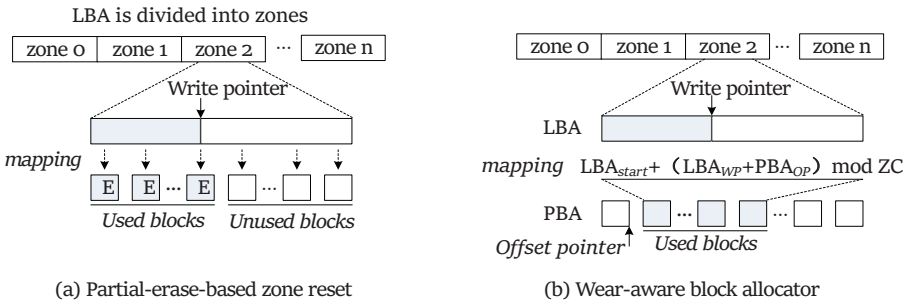 LBA is divided into zones
zone 0 zone 1 zone 2 ··· zone n
Write pointer
mapping
E E ··· E ···
Used blocks Unused blocks
(a) Partial-erase-based zone reset
zone 0 zone 1 zone 2 ··· zone n
Write pointer
LBA
mapping LBAstart+ (LBAWP+PBAOP) mod ZC
PBA ··· ···
Offset pointer Used blocks
(b) Wear-aware block allocator